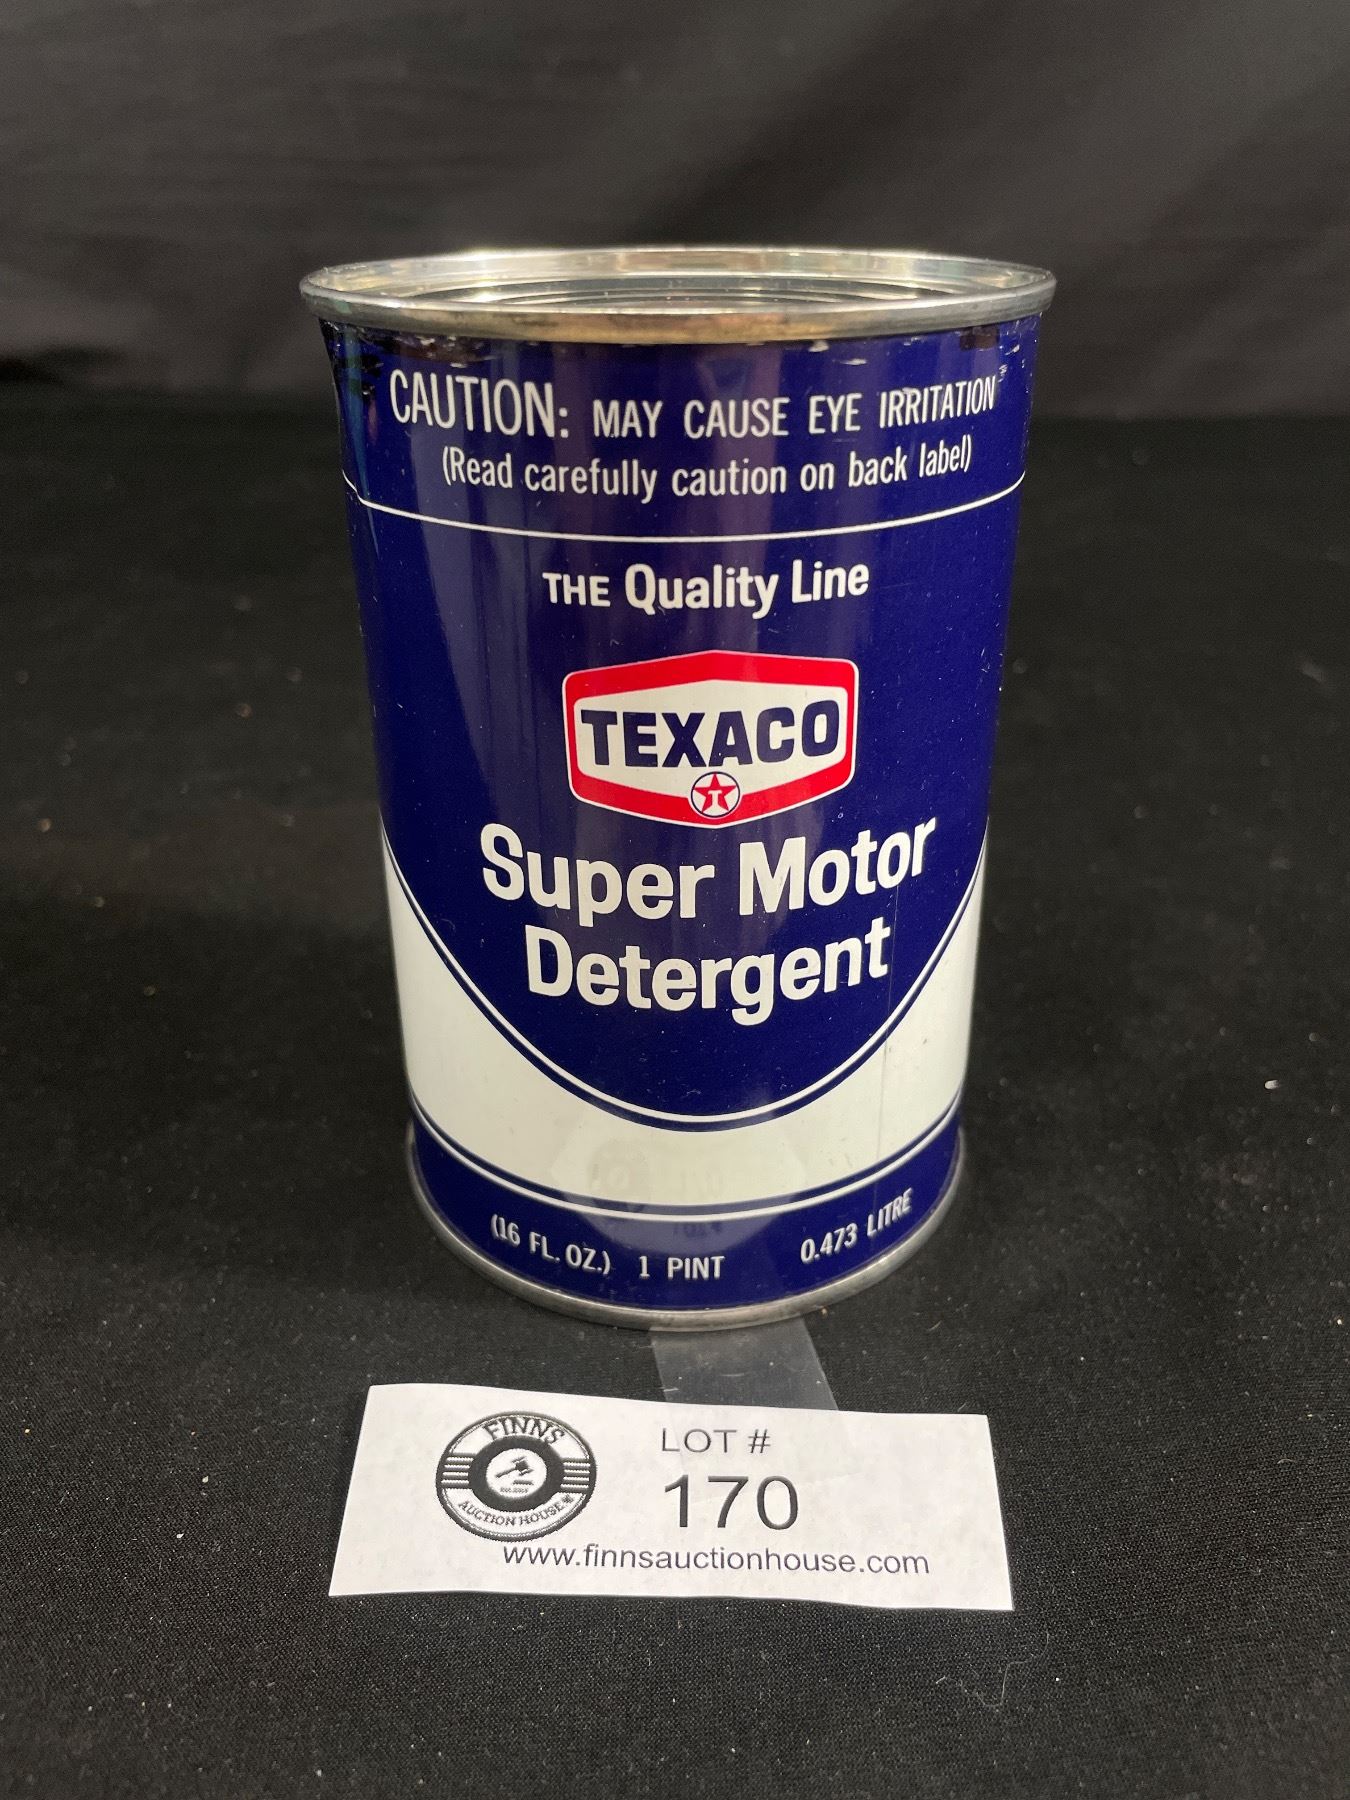 CAUTION: MAY CAUSE EYE IRRITATION
(Read carefully caution on back label)
THE Quality Line
TEXACO
T
Super Motor
Detergent
(16 FL. OZ.) 1 PINT 0.473 LITRE
FINNS
AUCTION HOUSE
LOT #
170
www.finnsauctionhouse.com